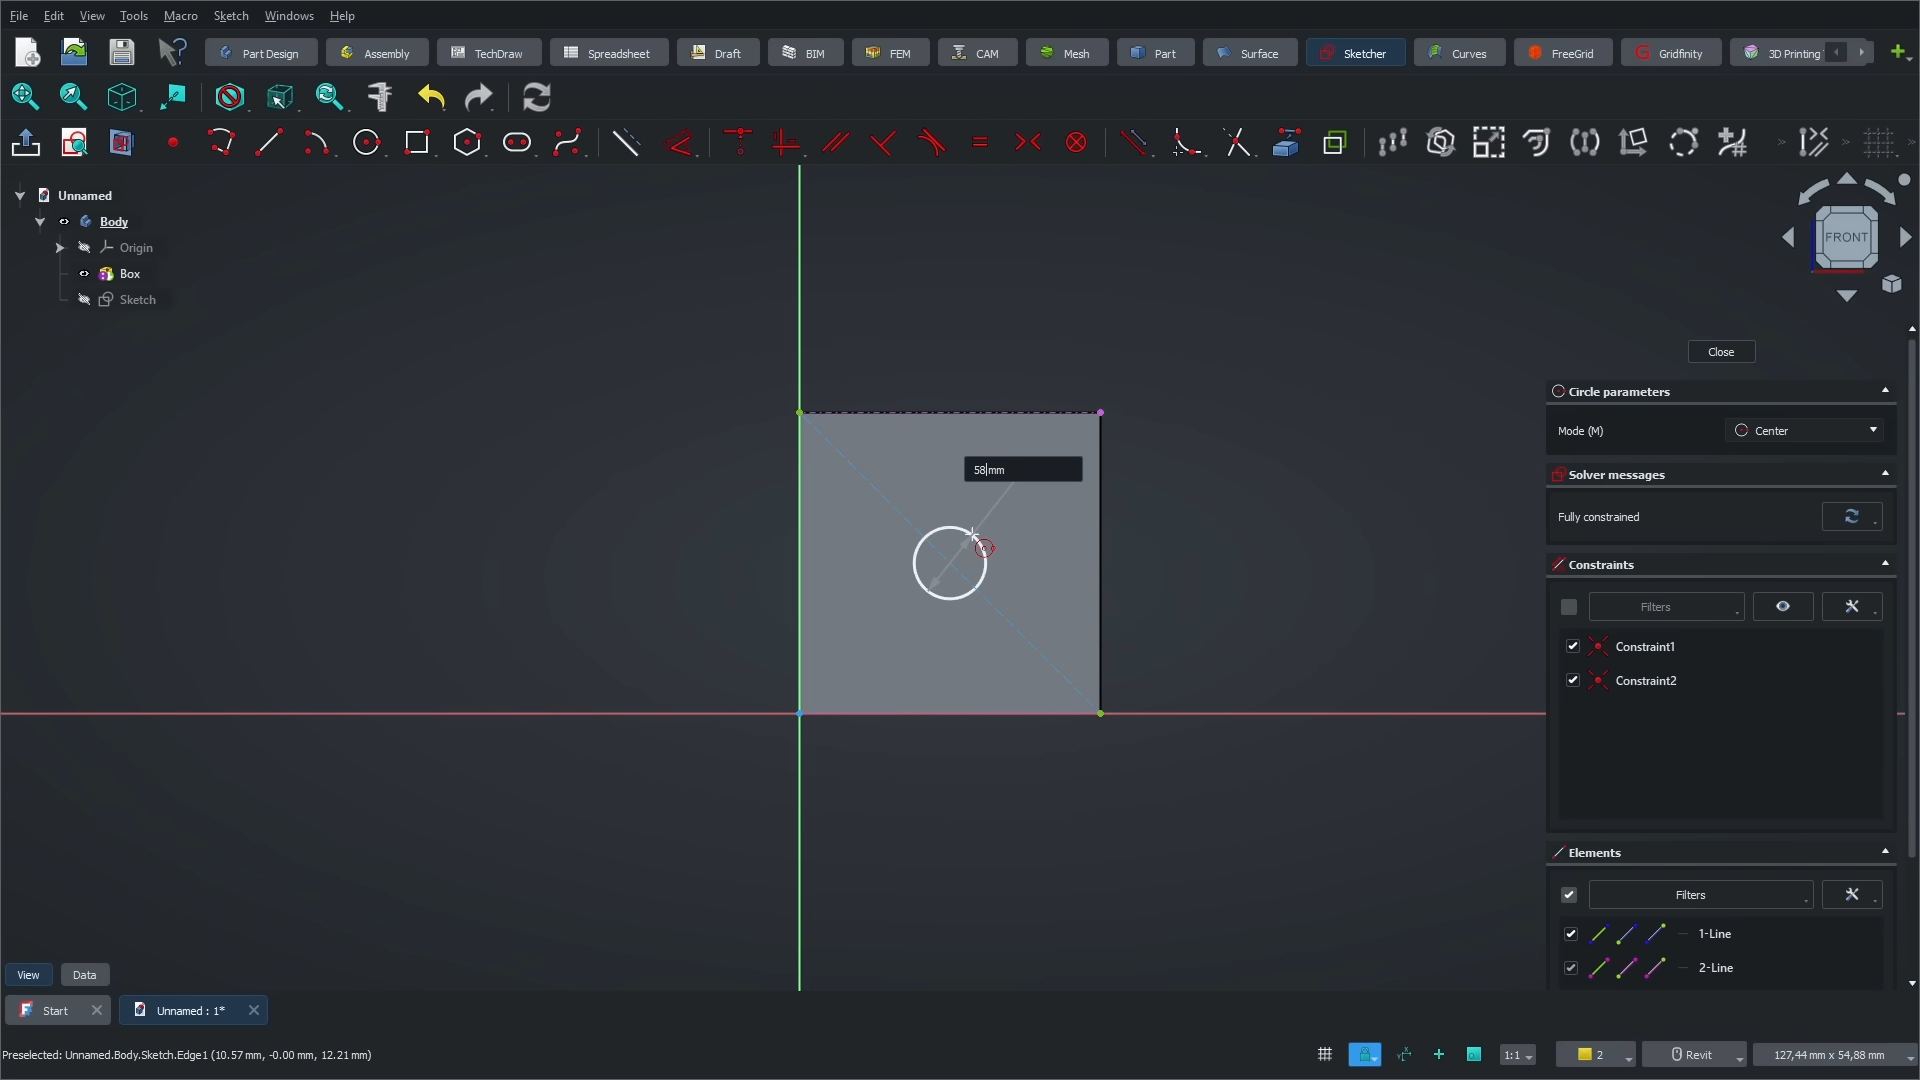 File Edit View Tools Macro Sketch Windows Help
Part Design Assembly TechDraw Spreadsheet Draft BIM FEM CAM Mesh Part Surface Sketcher Curves FreeGrid Gridfinity 3D Printing
Unnamed
Body
Origin
Box
Sketch
FRONT
58 mm
Close
Circle parameters
Mode (M) Center
Solver messages
Fully constrained
Constraints
Filters
Constraint1
Constraint2
Elements
Filters
1-Line
2-Line
View Data
Start Unnamed : 1*
Preselected: Unnamed.Body.Sketch.Edge1 (10.57 mm, -0.00 mm, 12.21 mm)
1:1 2 Revit 127,44 mm x 54,88 mm